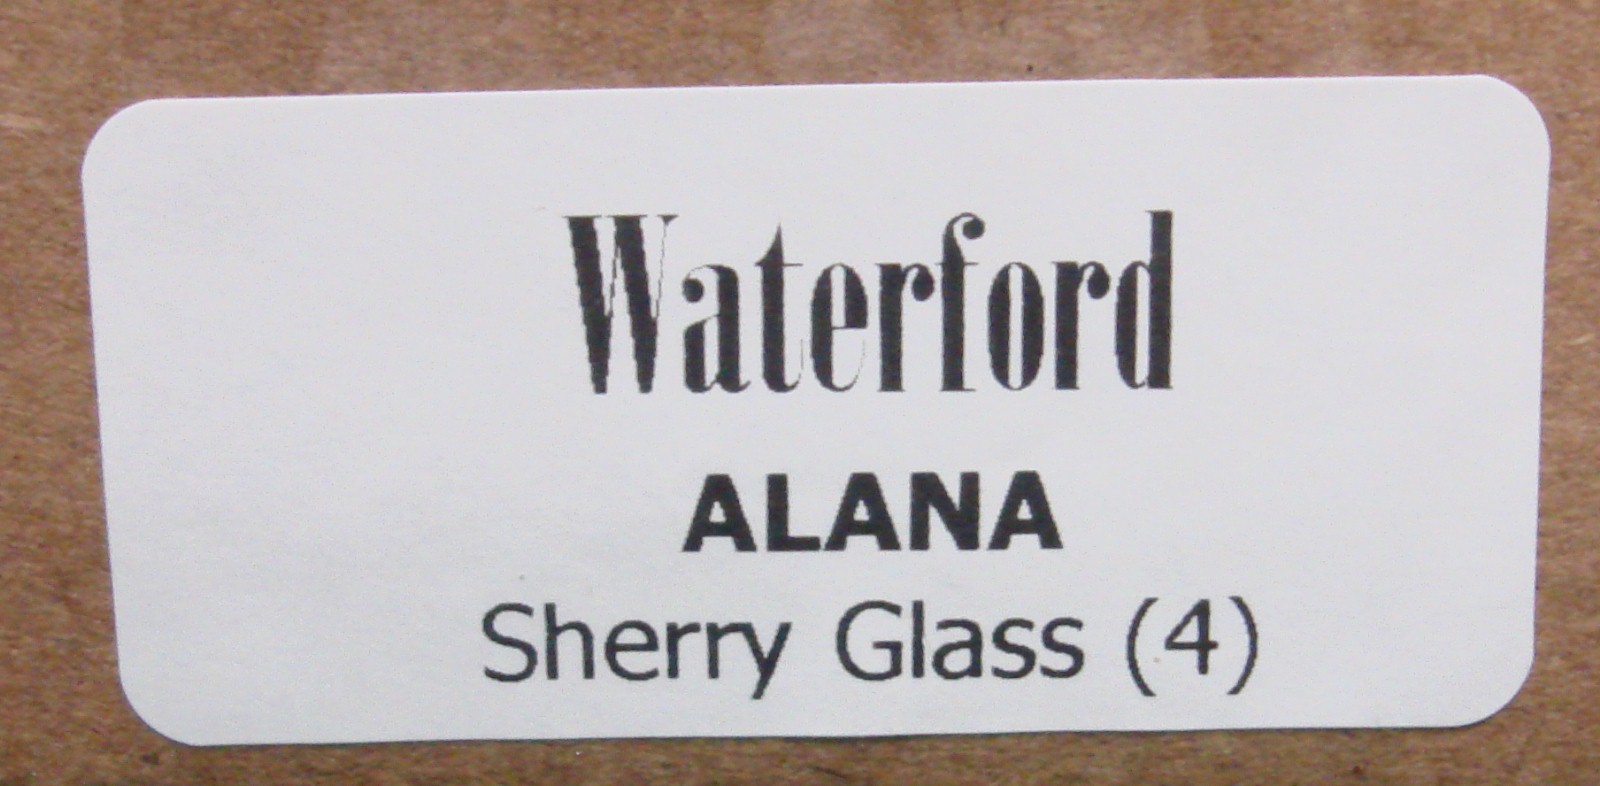 Waterford
ALANA
Sherry Glass (4)